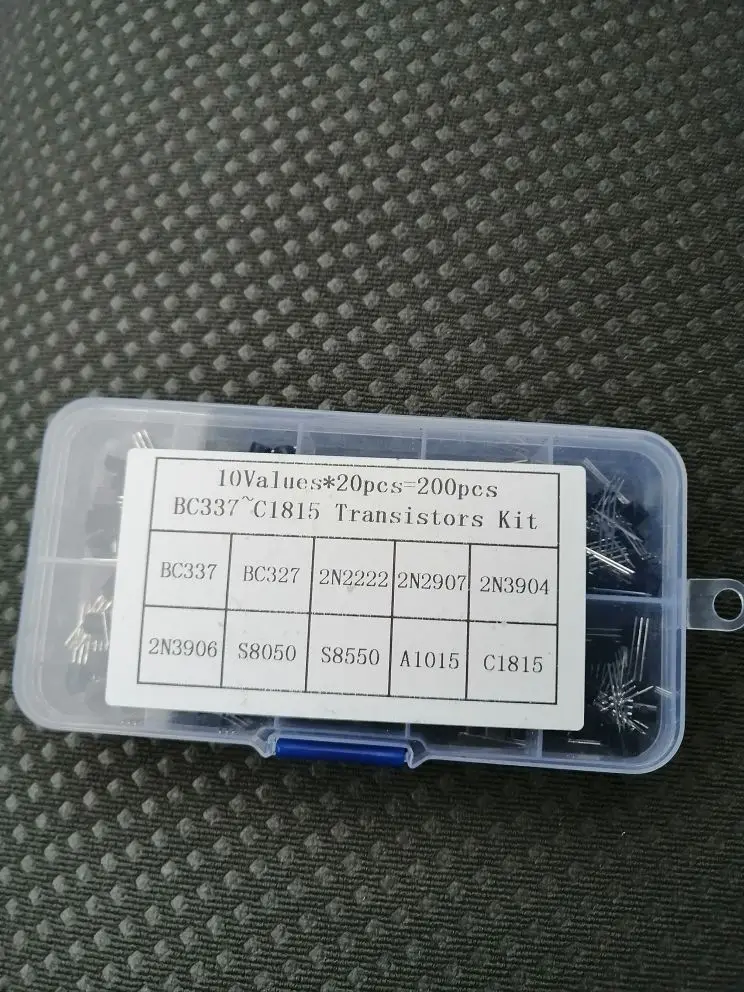 10Values*20pcs=200pcs
BC337~C1815 Transistors Kit
BC337 BC327 2N2222 2N2907 2N3904
2N3906 S8050 S8550 A1015 C1815